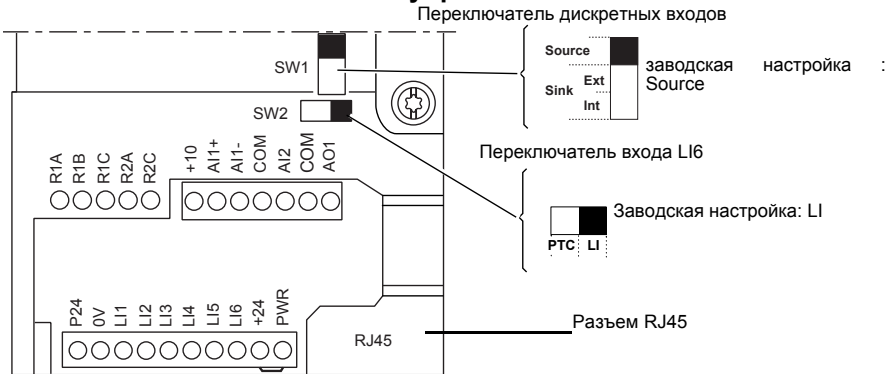 Переключатель дискретных входов
Source
Sink
Ext
Int
заводская настройка :
Source
SW1
SW2
Переключатель входа LI6
Заводская настройка: LI
PTC LI
R1A R1B R1C R2A R2C
+10 AI1+ AI1- COM AI2 COM AO1
P24 0V LI1 LI2 LI3 LI4 LI5 LI6 +24 PWR
RJ45
Разъем RJ45